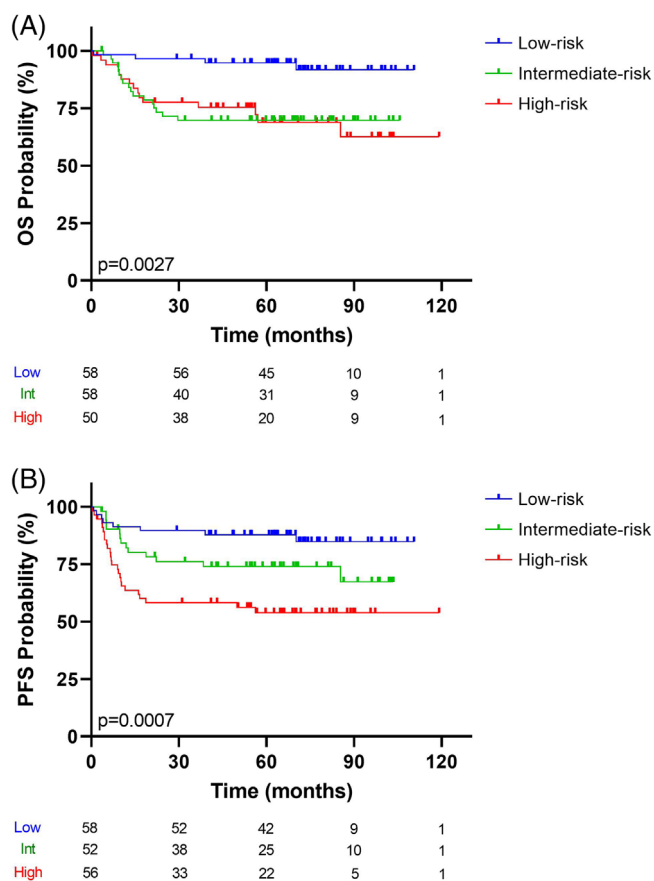 (A)
100
75
50
25
0
OS Probability (%)
p=0.0027
0 30 60 90 120
Time (months)
Low-risk
Intermediate-risk
High-risk
Low 58 56 45 10 1
Int 58 40 31 9 1
High 50 38 20 9 1
(B)
100
75
50
25
0
PFS Probability (%)
p=0.0007
0 30 60 90 120
Time (months)
Low-risk
Intermediate-risk
High-risk
Low 58 52 42 9 1
Int 52 38 25 10 1
High 56 33 22 5 1